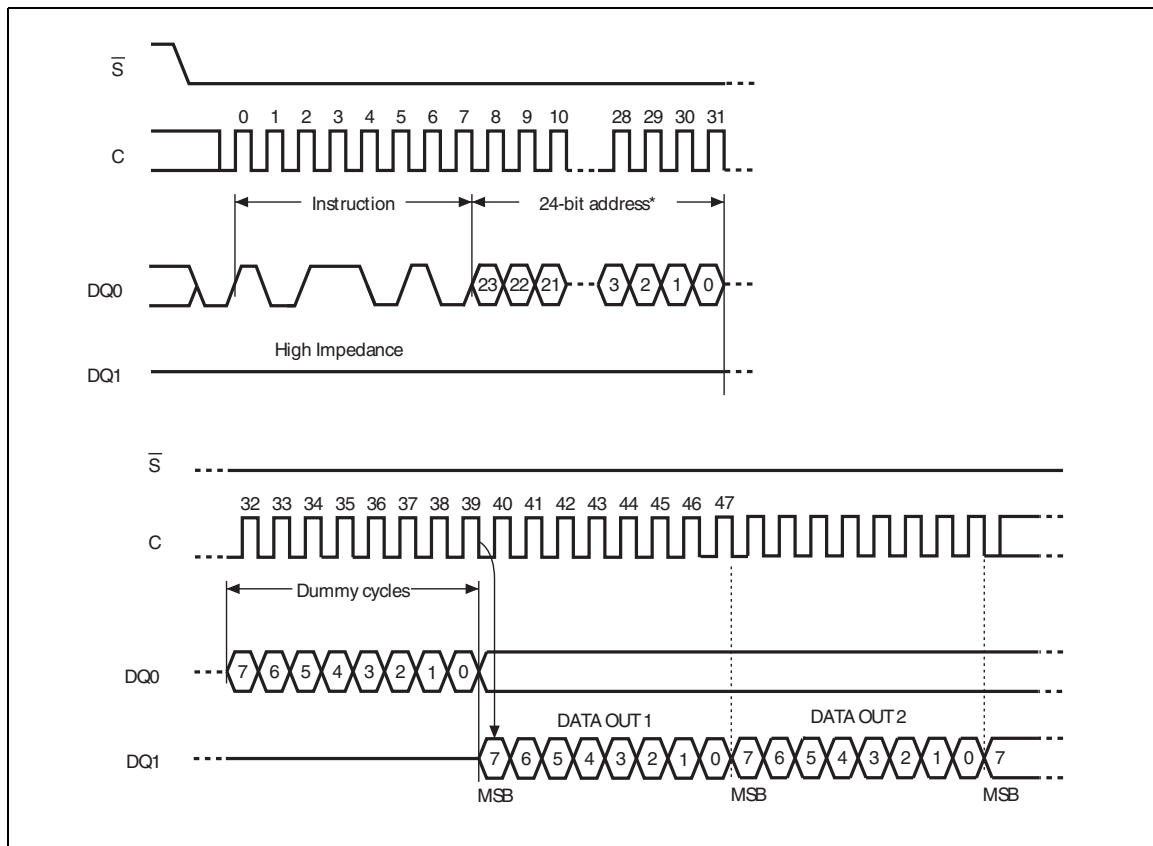 S
0 1 2 3 4 5 6 7 8 9 10 28 29 30 31
C
Instruction 24-bit address*
DQ0 23 22 21 3 2 1 0
High Impedance
DQ1
S
32 33 34 35 36 37 38 39 40 41 42 43 44 45 46 47
C
Dummy cycles
DQ0 7 6 5 4 3 2 1 0
DATA OUT 1 DATA OUT 2
DQ1 7 6 5 4 3 2 1 0 7 6 5 4 3 2 1 0 7
MSB MSB MSB